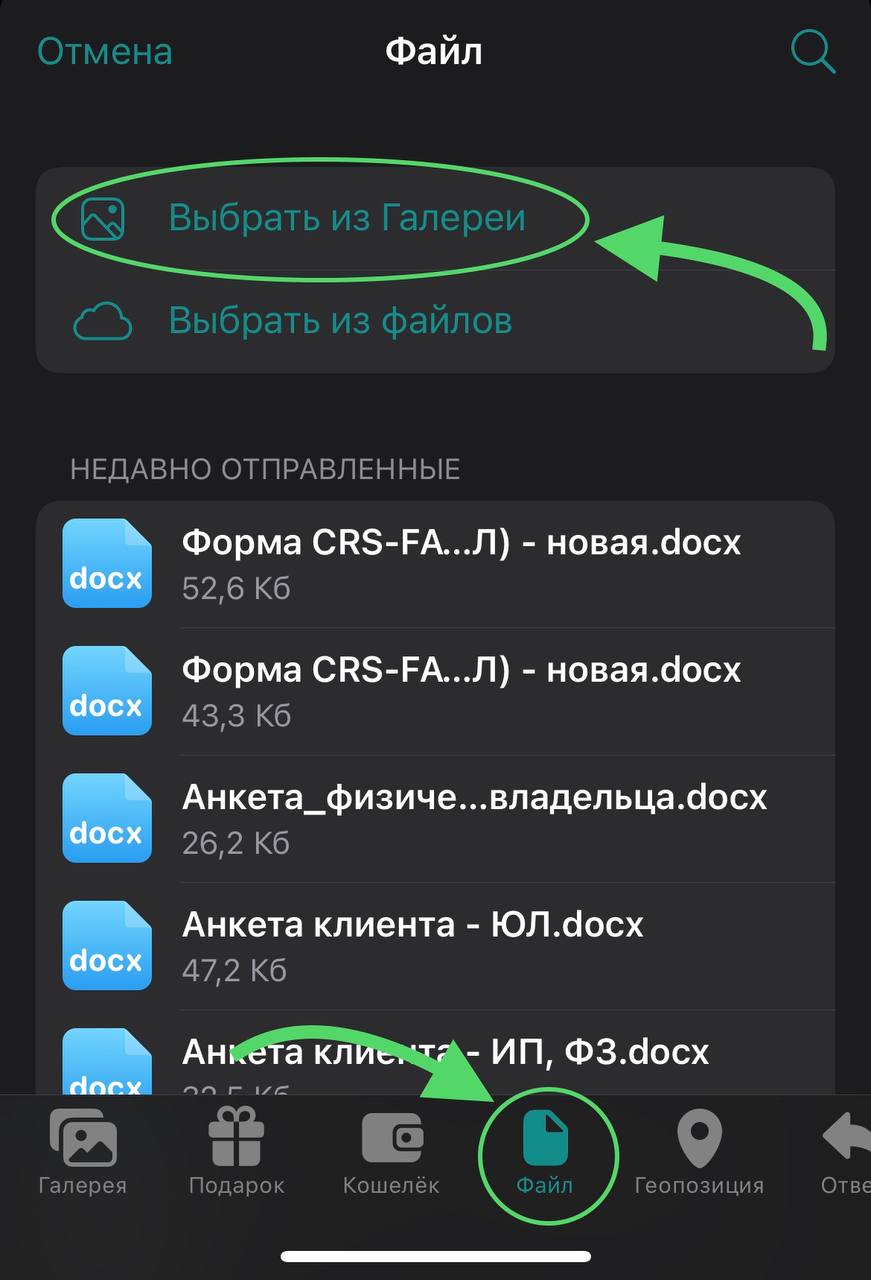 Отмена
Файл
Выбрать из Галереи
Выбрать из файлов
НЕДАВНО ОТПРАВЛЕННЫЕ
docx
Форма CRS-FA...Л) - новая.docx
52,6 Кб
docx
Форма CRS-FA...Л) - новая.docx
43,3 Кб
docx
Анкета_физиче...владельца.docx
26,2 Кб
docx
Анкета клиента - ЮЛ.docx
47,2 Кб
docx
Анкета клиента - ИП, ФЗ.docx
Галерея
Подарок
Кошелёк
Файл
Геопозиция
Отве